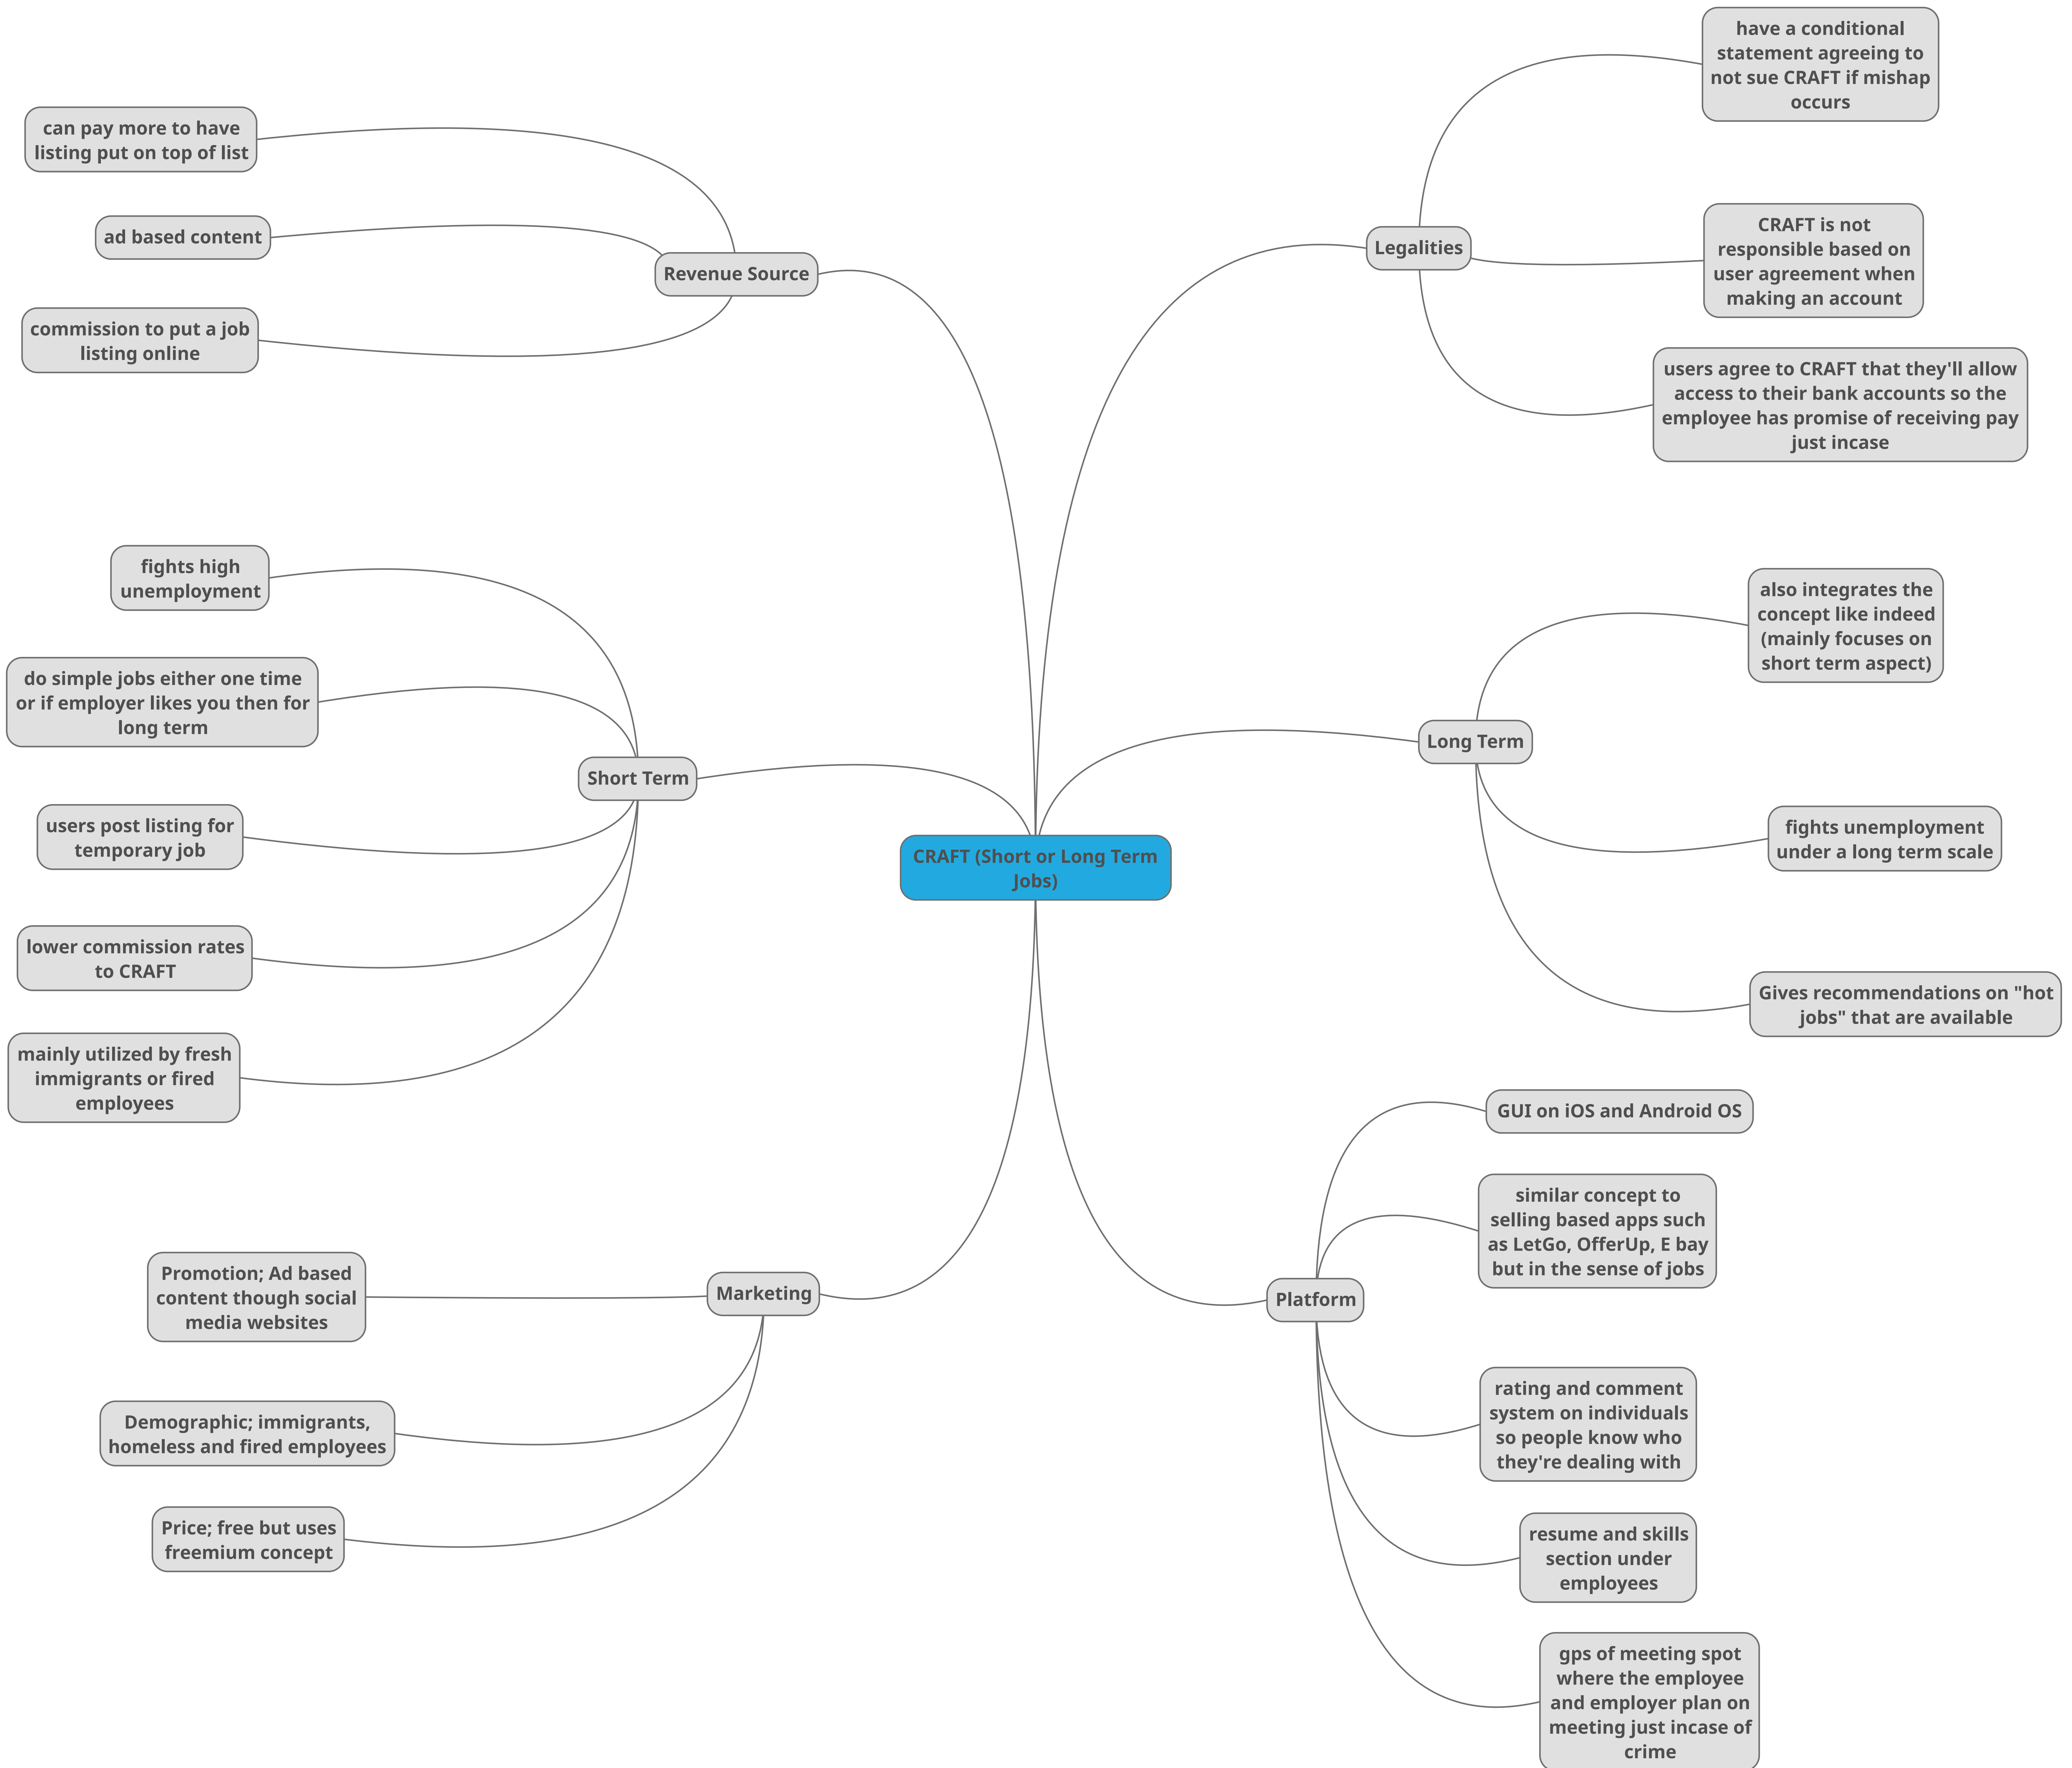 CRAFT (Short or Long Term
Jobs)
Revenue Source
can pay more to have
listing put on top of list
ad based content
commission to put a job
listing online
Short Term
fights high
unemployment
do simple jobs either one time
or if employer likes you then for
long term
users post listing for
temporary job
lower commission rates
to CRAFT
mainly utilized by fresh
immigrants or fired
employees
Marketing
Promotion; Ad based
content though social
media websites
Demographic; immigrants,
homeless and fired employees
Price; free but uses
freemium concept
Legalities
have a conditional
statement agreeing to
not sue CRAFT if mishap
occurs
CRAFT is not
responsible based on
user agreement when
making an account
users agree to CRAFT that they'll allow
access to their bank accounts so the
employee has promise of receiving pay
just incase
Long Term
also integrates the
concept like indeed
(mainly focuses on
short term aspect)
fights unemployment
under a long term scale
Gives recommendations on "hot
jobs" that are available
Platform
GUI on iOS and Android OS
similar concept to
selling based apps such
as LetGo, OfferUp, E bay
but in the sense of jobs
rating and comment
system on individuals
so people know who
they're dealing with
resume and skills
section under
employees
gps of meeting spot
where the employee
and employer plan on
meeting just incase of
crime